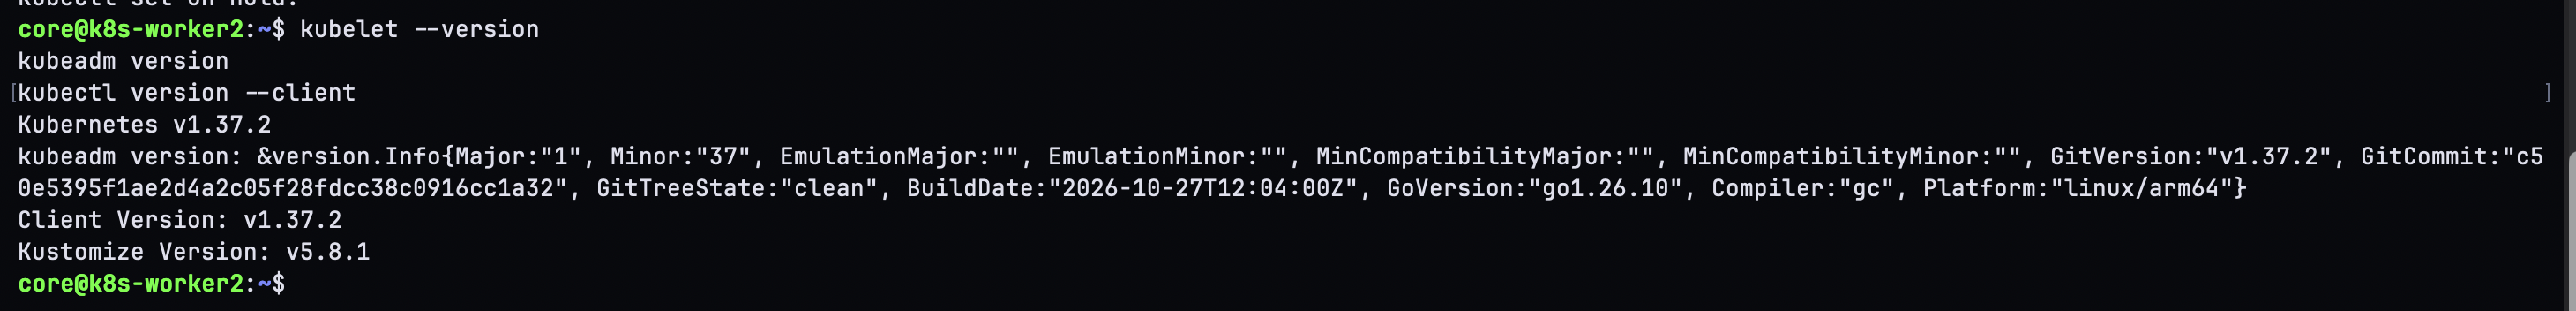 core@k8s-worker2:~$ kubelet --version
kubeadm version
[kubectl version --client ]
Kubernetes v1.37.2
kubeadm version: &version.Info{Major:"1", Minor:"37", EmulationMajor:"", EmulationMinor:"", MinCompatibilityMajor:"", MinCompatibilityMinor:"", GitVersion:"v1.37.2", GitCommit:"c5
0e5395f1ae2d4a2c05f28fdcc38c0916cc1a32", GitTreeState:"clean", BuildDate:"2026-10-27T12:04:00Z", GoVersion:"go1.26.10", Compiler:"gc", Platform:"linux/arm64"}
Client Version: v1.37.2
Kustomize Version: v5.8.1
core@k8s-worker2:~$